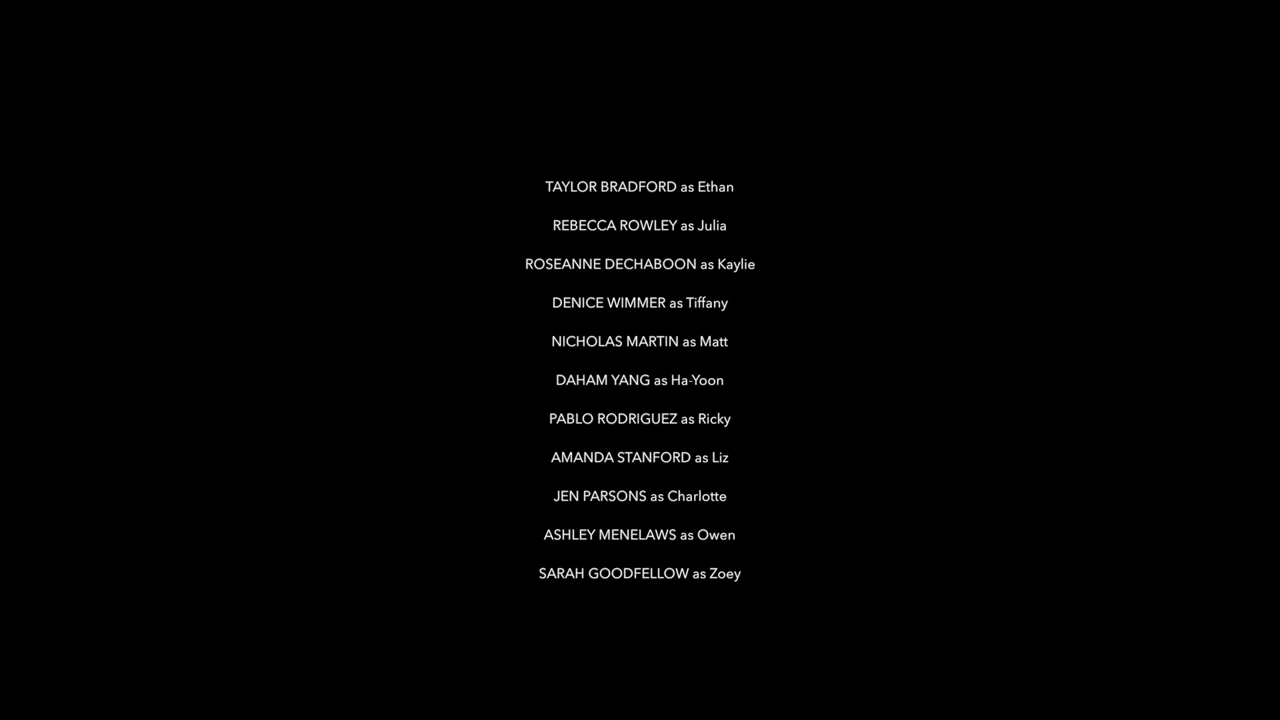 TAYLOR BRADFORD as Ethan
REBECCA ROWLEY as Julia
ROSEANNE DECHABOON as Kaylie
DENICE WIMMER as Tiffany
NICHOLAS MARTIN as Matt
DAHAM YANG as Ha-Yoon
PABLO RODRIGUEZ as Ricky
AMANDA STANFORD as Liz
JEN PARSONS as Charlotte
ASHLEY MENELAWS as Owen
SARAH GOODFELLOW as Zoey